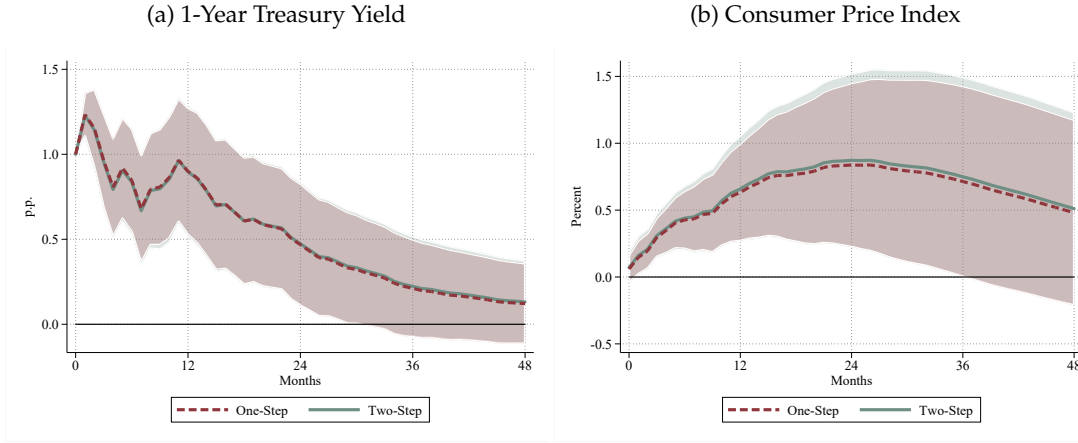 (a) 1-Year Treasury Yield
1.5
1.0
p.p.
0.5
0.0
0
12
24
36
48
Months
One-Step
Two-Step
(b) Consumer Price Index
1.5
1.0
Percent
0.5
0.0
-0.5
0
12
24
36
48
Months
One-Step
Two-Step